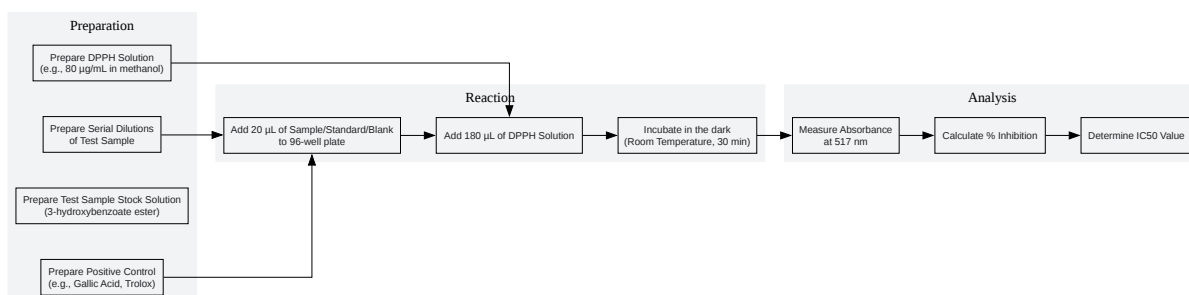 Preparation
Prepare DPPH Solution
(e.g., 80 µg/mL in methanol)
Prepare Serial Dilutions
of Test Sample
Prepare Test Sample Stock Solution
(3-hydroxybenzoate ester)
Prepare Positive Control
(e.g., Gallic Acid, Trolox)
Reaction
Add 20 µL of Sample/Standard/Blank
to 96-well plate
Add 180 µL of DPPH Solution
Incubate in the dark
(Room Temperature, 30 min)
Analysis
Measure Absorbance
at 517 nm
Calculate % Inhibition
Determine IC50 Value